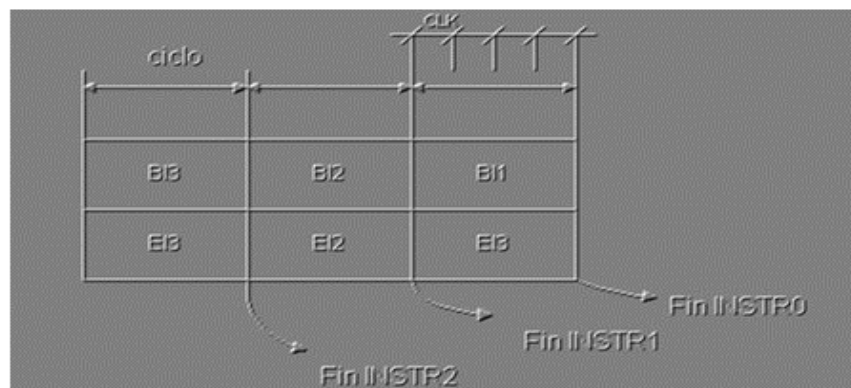 CLK
ciclo
BI3 BI2 BI1
EI3 EI2 EI3
Fin INSTR0
Fin INSTR1
Fin INSTR2